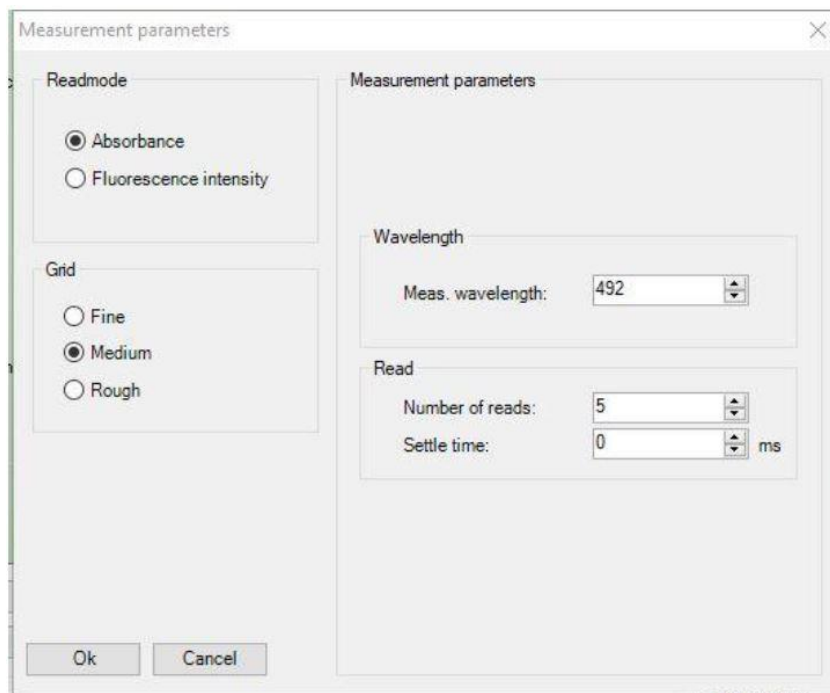 Measurement parameters
Readmode
Absorbance
Fluorescence intensity
Grid
Fine
Medium
Rough
Measurement parameters
Wavelength
Meas. wavelength: 492
Read
Number of reads: 5
Settle time: 0 ms
Ok Cancel